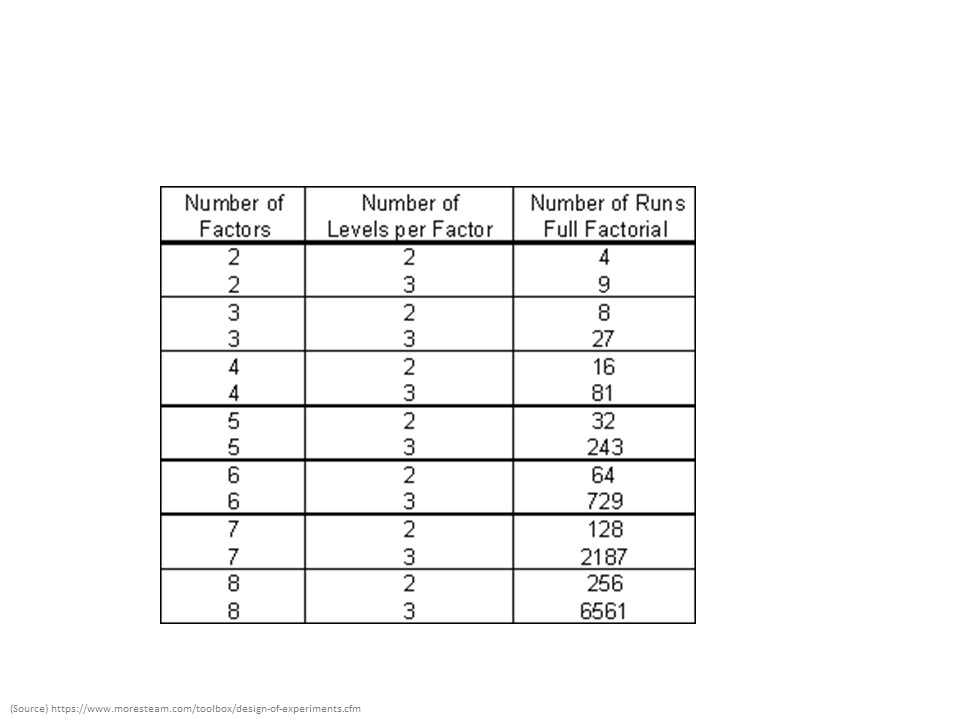 Number of Factors Number of Levels per Factor Number of Runs Full Factorial
2 2 4
2 3 9
3 2 8
3 3 27
4 2 16
4 3 81
5 2 32
5 3 243
6 2 64
6 3 729
7 2 128
7 3 2187
8 2 256
8 3 6561
(Source) https://www.moresteam.com/toolbox/design-of-experiments.cfm